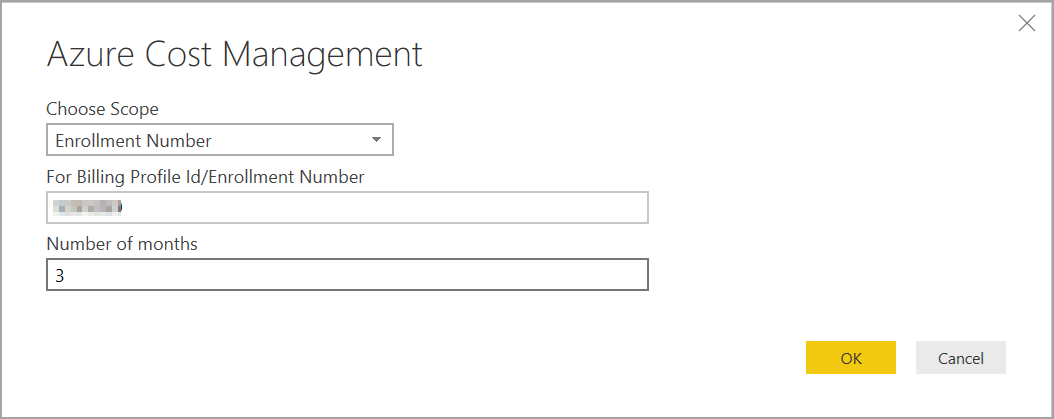 Azure Cost Management
Choose Scope
Enrollment Number
For Billing Profile Id/Enrollment Number
Number of months
3
OK Cancel